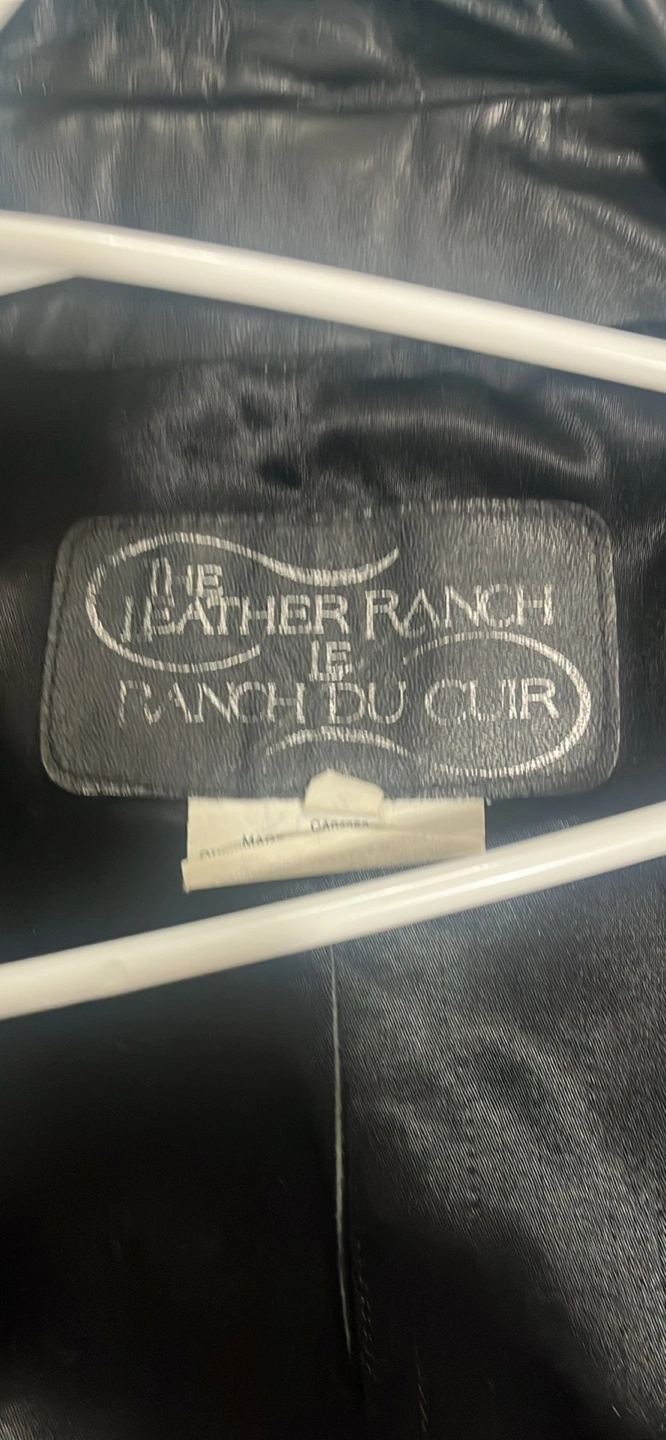 THE
LEATHER RANCH
LE
RANCH DU CUIR